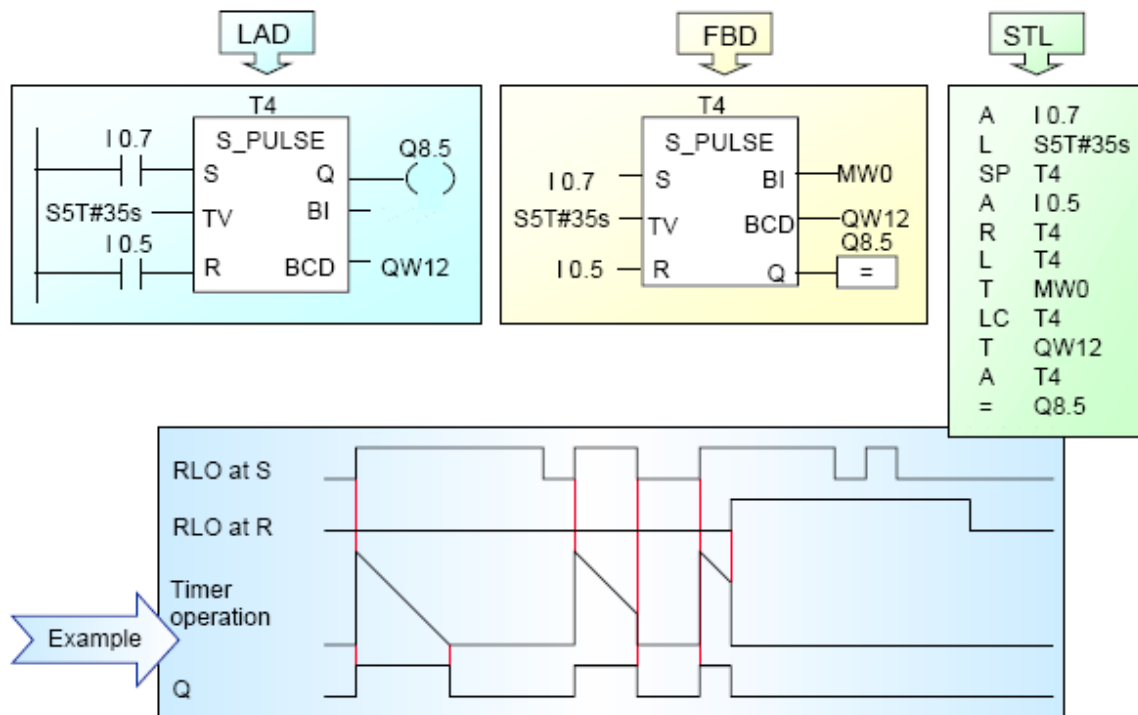 LAD
FBD
STL
T4
S_PULSE
I 0.7
S
Q
Q8.5
S5T#35s
TV
BI
I 0.5
R
BCD
QW12
T4
S_PULSE
I 0.7
S
BI
MW0
S5T#35s
TV
BCD
QW12
Q8.5
I 0.5
R
Q
=
A I 0.7
L S5T#35s
SP T4
A I 0.5
R T4
L T4
T MW0
LC T4
T QW12
A T4
= Q8.5
RLO at S
RLO at R
Timer
operation
Example
Q